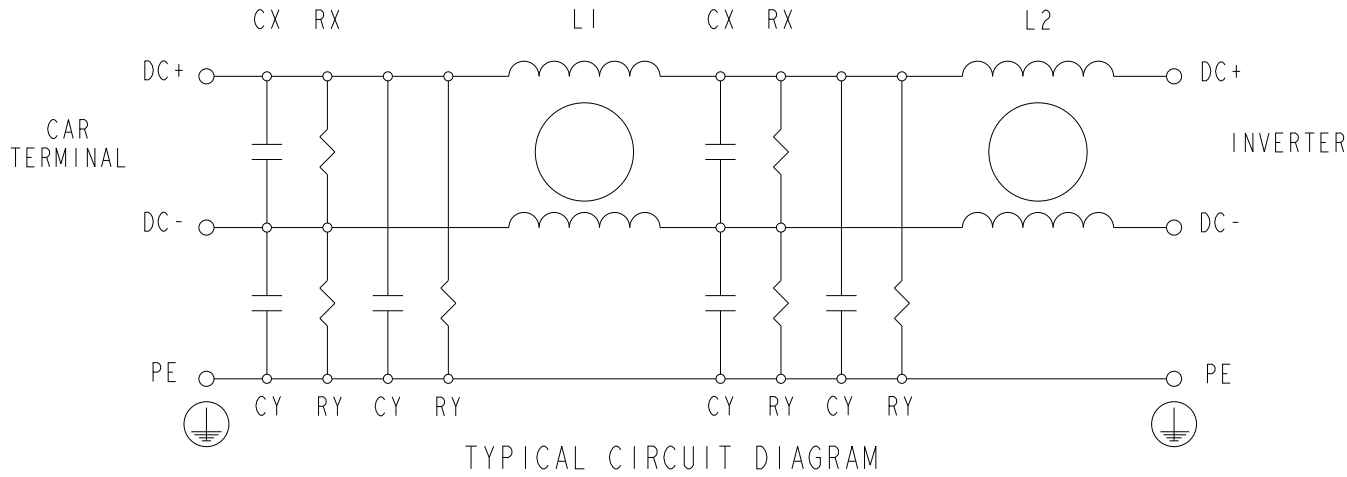 CX RX L1 CX RX L2
DC+ DC+
CAR
TERMINAL
INVERTER
DC- DC-
PE PE
CY RY CY RY CY RY CY RY
TYPICAL CIRCUIT DIAGRAM